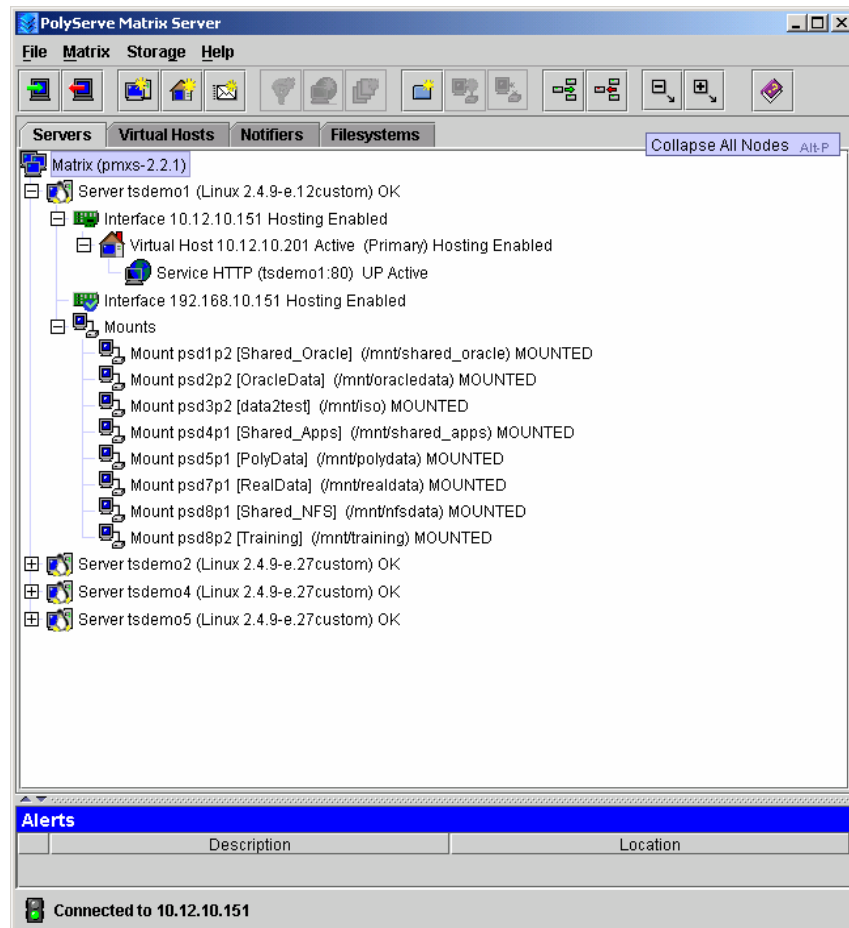 PolyServe Matrix Server
File Matrix Storage Help
Servers Virtual Hosts Notifiers Filesystems
Collapse All Nodes Alt-P
Matrix (pmxs-2.2.1)
Server tsdemo1 (Linux 2.4.9-e.12custom) OK
Interface 10.12.10.151 Hosting Enabled
Virtual Host 10.12.10.201 Active (Primary) Hosting Enabled
Service HTTP (tsdemo1:80) UP Active
Interface 192.168.10.151 Hosting Enabled
Mounts
Mount psd1p2 [Shared_Oracle] (/mnt/shared_oracle) MOUNTED
Mount psd2p2 [OracleData] (/mnt/oracledata) MOUNTED
Mount psd3p2 [data2test] (/mnt/iso) MOUNTED
Mount psd4p1 [Shared_Apps] (/mnt/shared_apps) MOUNTED
Mount psd5p1 [PolyData] (/mnt/polydata) MOUNTED
Mount psd7p1 [RealData] (/mnt/realdata) MOUNTED
Mount psd8p1 [Shared_NFS] (/mnt/nfsdata) MOUNTED
Mount psd8p2 [Training] (/mnt/training) MOUNTED
Server tsdemo2 (Linux 2.4.9-e.27custom) OK
Server tsdemo4 (Linux 2.4.9-e.27custom) OK
Server tsdemo5 (Linux 2.4.9-e.27custom) OK
Alerts
Description Location
Connected to 10.12.10.151